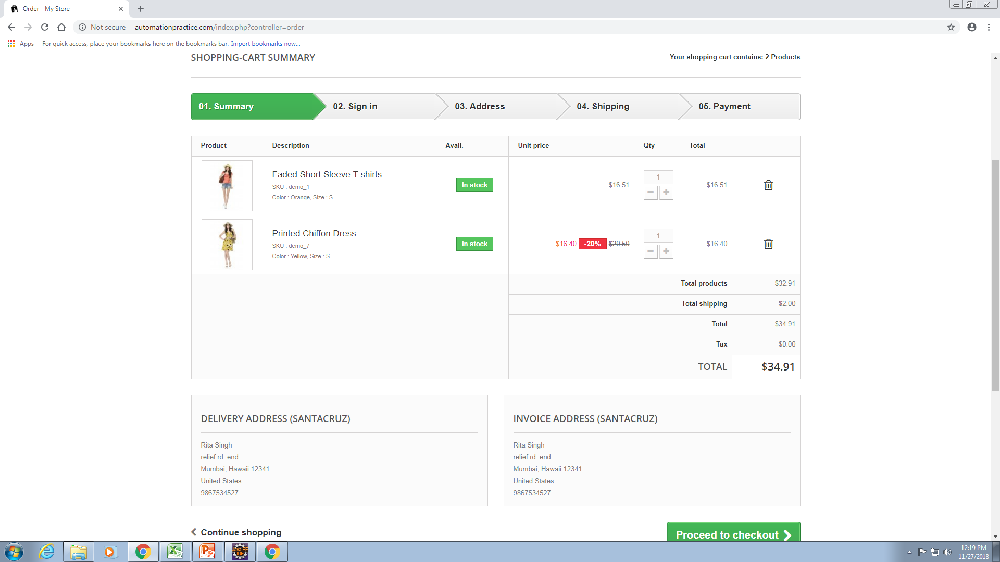 Order - My Store
Not secure automationpractice.com/index.php?controller=order
Apps For quick access, place your bookmarks here on the bookmarks bar. Import bookmarks now...
SHOPPING-CART SUMMARY Your shopping cart contains: 2 Products
01. Summary 02. Sign in 03. Address 04. Shipping 05. Payment
Product Description Avail. Unit price Qty Total
Faded Short Sleeve T-shirts
SKU : demo_1
Color : Orange, Size : S
In stock $16.51 1 $16.51
Printed Chiffon Dress
SKU : demo_7
Color : Yellow, Size : S
In stock $16.40 -20% $20.50 1 $16.40
Total products $32.91
Total shipping $2.00
Total $34.91
Tax $0.00
TOTAL $34.91
DELIVERY ADDRESS (SANTACRUZ)
Rita Singh
relief rd. end
Mumbai, Hawaii 12341
United States
9867534527
INVOICE ADDRESS (SANTACRUZ)
Rita Singh
relief rd. end
Mumbai, Hawaii 12341
United States
9867534527
Continue shopping Proceed to checkout
Java EE
IDE
12:19 PM
11/27/2018